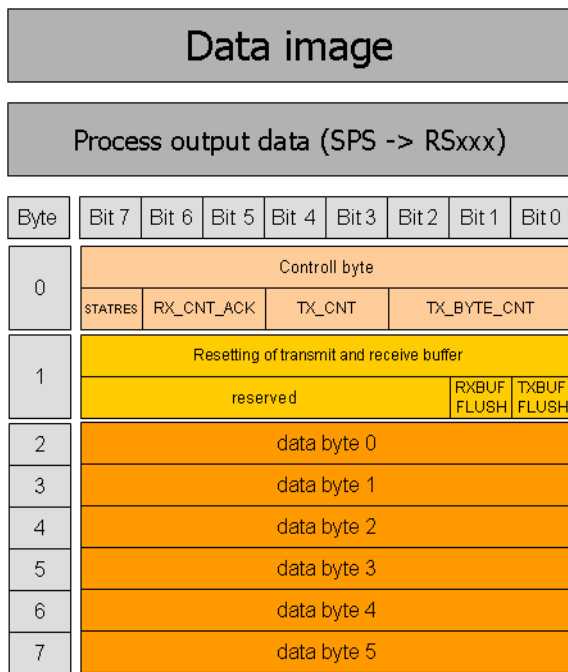 Data image
Process output data (SPS -> RSxxx)
Byte Bit 7 Bit 6 Bit 5 Bit 4 Bit 3 Bit 2 Bit 1 Bit 0
0
Controll byte
STATRES RX_CNT_ACK TX_CNT TX_BYTE_CNT
1
Resetting of transmit and receive buffer
reserved RXBUF FLUSH TXBUF FLUSH
2 data byte 0
3 data byte 1
4 data byte 2
5 data byte 3
6 data byte 4
7 data byte 5